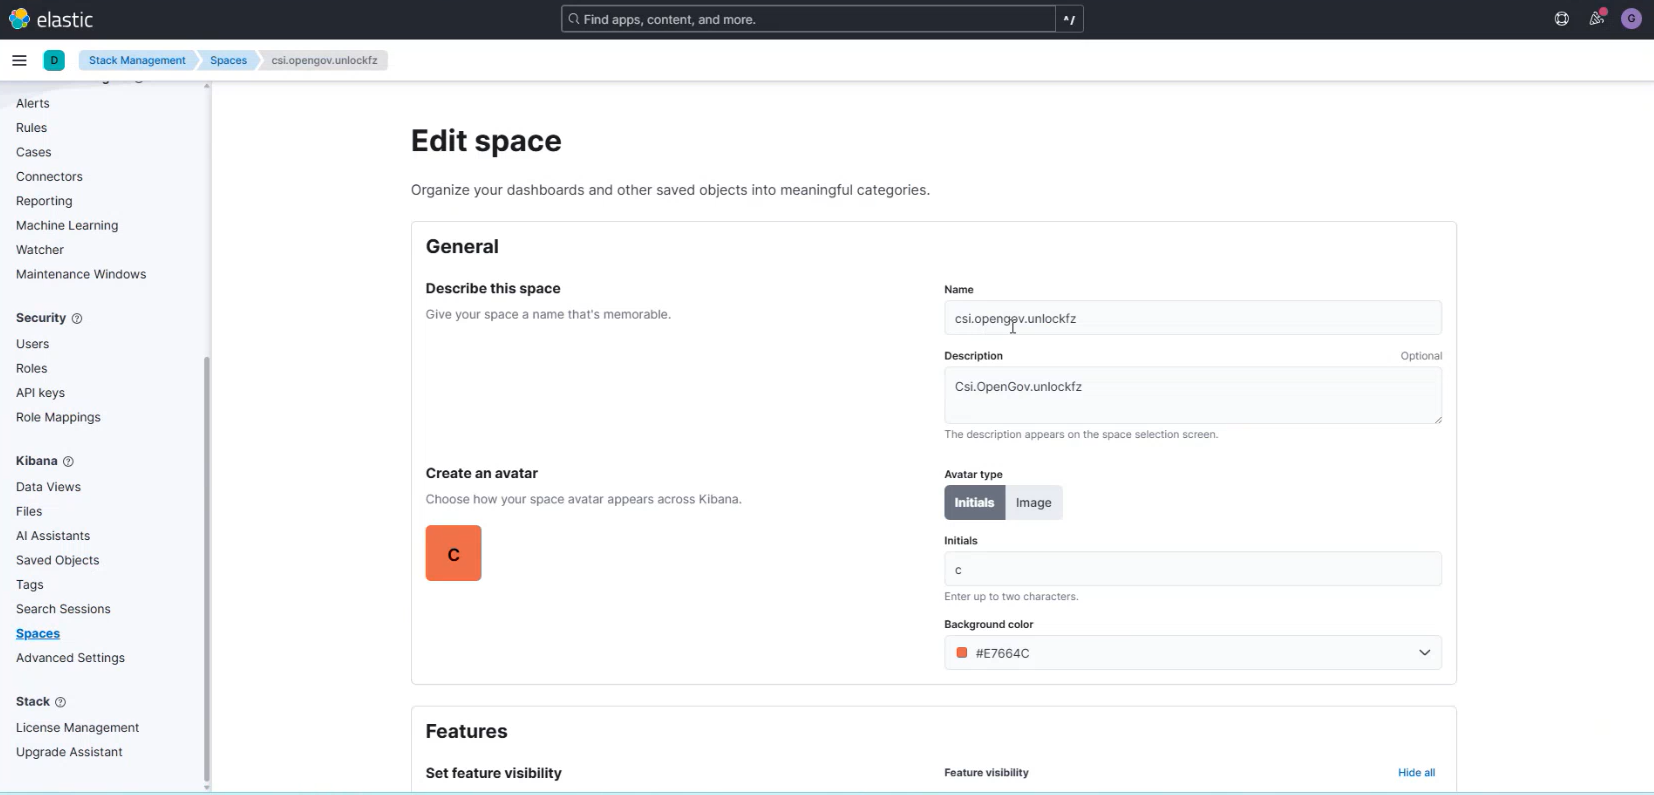 elastic
Find apps, content, and more.
^/
G
D
Stack Management
Spaces
csi.opengov.unlockfz
Alerts
Rules
Cases
Connectors
Reporting
Machine Learning
Watcher
Maintenance Windows
Security
Users
Roles
API keys
Role Mappings
Kibana
Data Views
Files
AI Assistants
Saved Objects
Tags
Search Sessions
Spaces
Advanced Settings
Stack
License Management
Upgrade Assistant
Edit space
Organize your dashboards and other saved objects into meaningful categories.
General
Describe this space
Give your space a name that's memorable.
Name
csi.opengov.unlockfz
Description Optional
Csi.OpenGov.unlockfz
The description appears on the space selection screen.
Create an avatar
Choose how your space avatar appears across Kibana.
C
Avatar type
Initials Image
Initials
c
Enter up to two characters.
Background color
#E7664C
Features
Set feature visibility
Feature visibility Hide all